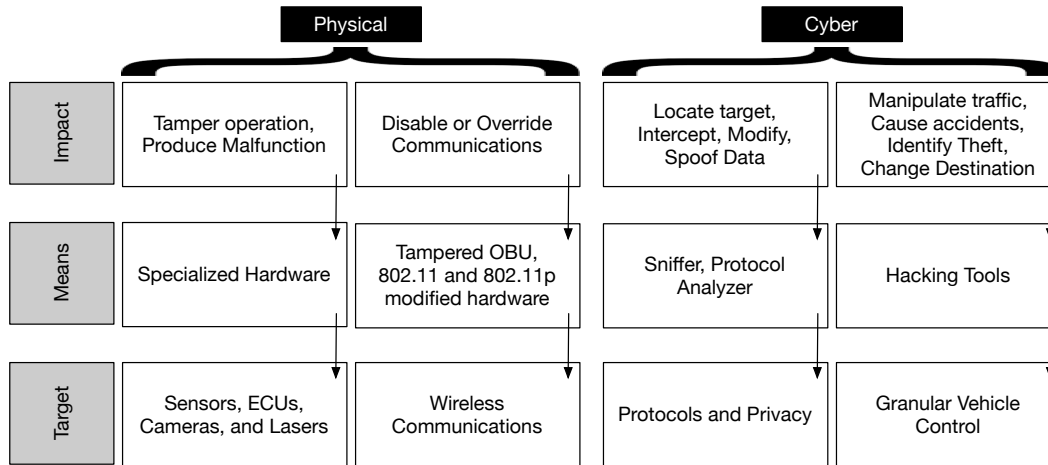 Physical
Cyber
Impact
Tamper operation,
Produce Malfunction
Disable or Override
Communications
Locate target,
Intercept, Modify,
Spoof Data
Manipulate traffic,
Cause accidents,
Identify Theft,
Change Destination
Means
Specialized Hardware
Tampered OBU,
802.11 and 802.11p
modified hardware
Sniffer, Protocol
Analyzer
Hacking Tools
Target
Sensors, ECUs,
Cameras, and Lasers
Wireless
Communications
Protocols and Privacy
Granular Vehicle
Control